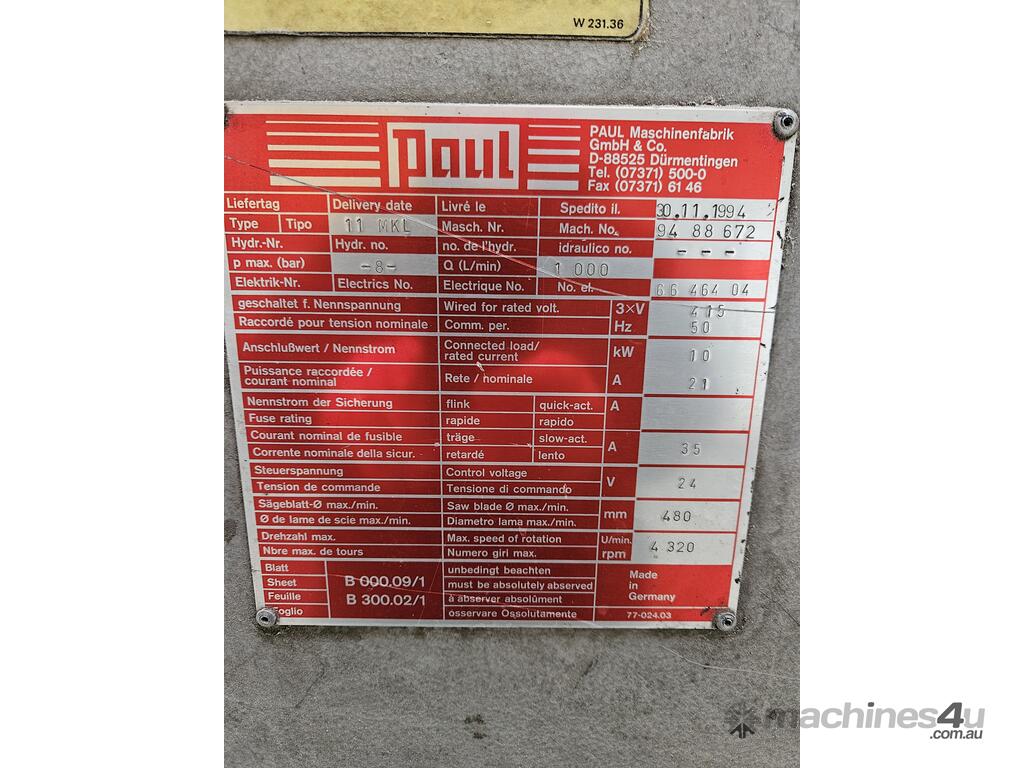 W 231.36
paul
PAUL Maschinenfabrik
GmbH & Co.
D-88525 Dürmentingen
Tel. (07371) 500-0
Fax (07371) 61 46
Liefertag Delivery date Livré le Spedito il. 30.11.1994
Type Tipo 11 MKL Masch. Nr. Mach. No. 94 88 672
Hydr.-Nr. Hydr. no. no. de l'hydr. idraulico no. - - -
p max. (bar) -8- Q (L/min) 1 000
Elektrik-Nr. Electrics No. Electrique No. No. el. 66 464 04
geschaltet f. Nennspannung Wired for rated volt. 3×V 415
Raccordé pour tension nominale Comm. per. Hz 50
Anschlußwert / Nennstrom Connected load/
rated current kW 10
Puissance raccordée /
courant nominal Rete / nominale A 21
Nennstrom der Sicherung flink quick-act. A
Fuse rating rapide rapido
Courant nominal de fusible träge slow-act. A 35
Corrente nominale della sicur. retardé lento
Steuerspannung Control voltage V 24
Tension de commande Tensione di commando
Sägeblatt-Ø max./min. Saw blade Ø max./min. mm 480
Ø de lame de scie max./min. Diametro lama max./min.
Drehzahl max. Max. speed of rotation U/min.
Nbre max. de tours Numero giri max. rpm 4 320
Blatt unbedingt beachten
Sheet B 000.09/1 must be absolutely observed
Feuille B 300.02/1 à observer absolûment
Foglio osservare Ossolutamente
Made
in
Germany
77-024.03
machines4u
.com.au